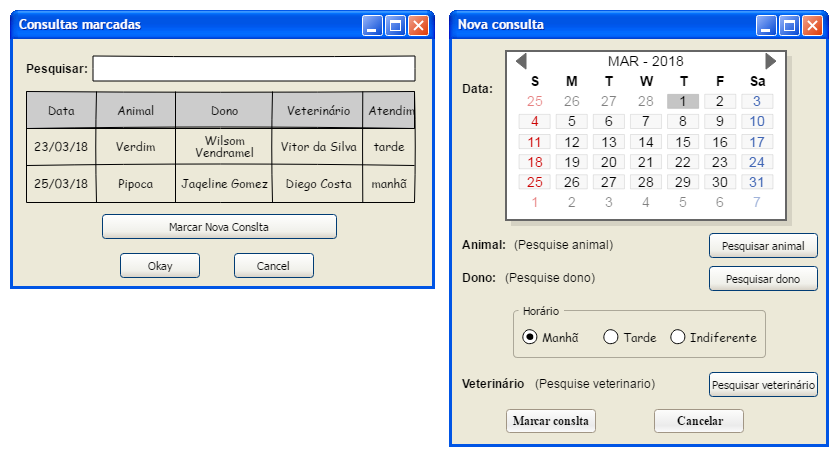 Consultas marcadas
Pesquisar:
Data Animal Dono Veterinário Atendim
23/03/18 Verdim Wilsom Vendramel Vitor da Silva tarde
25/03/18 Pipoca Jaqeline Gomez Diego Costa manhã
Marcar Nova Conslta
Okay Cancel
Nova consulta
Data:
MAR - 2018
S M T W T F Sa
25 26 27 28 1 2 3
4 5 6 7 8 9 10
11 12 13 14 15 16 17
18 19 20 21 22 23 24
25 26 27 28 29 30 31
1 2 3 4 5 6 7
Animal: (Pesquise animal) Pesquisar animal
Dono: (Pesquise dono) Pesquisar dono
Horário
Manhã Tarde Indiferente
Veterinário (Pesquise veterinario) Pesquisar veterinário
Marcar conslta Cancelar